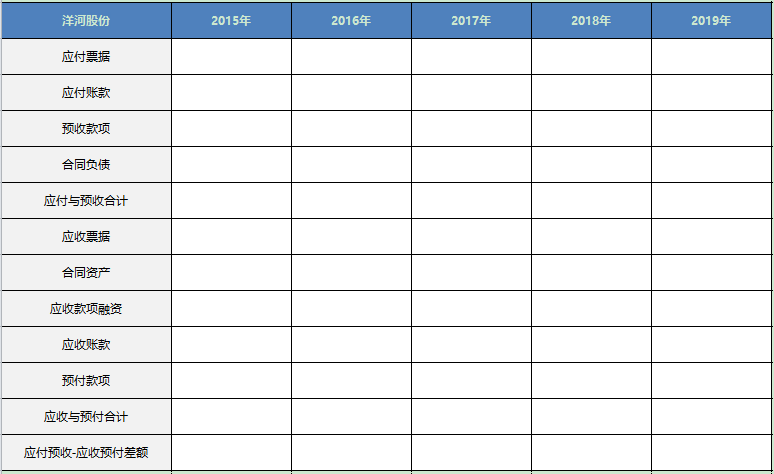 洋河股份 2015年 2016年 2017年 2018年 2019年
应付票据
应付账款
预收款项
合同负债
应付与预收合计
应收票据
合同资产
应收款项融资
应收账款
预付款项
应收与预付合计
应付预收-应收预付差额